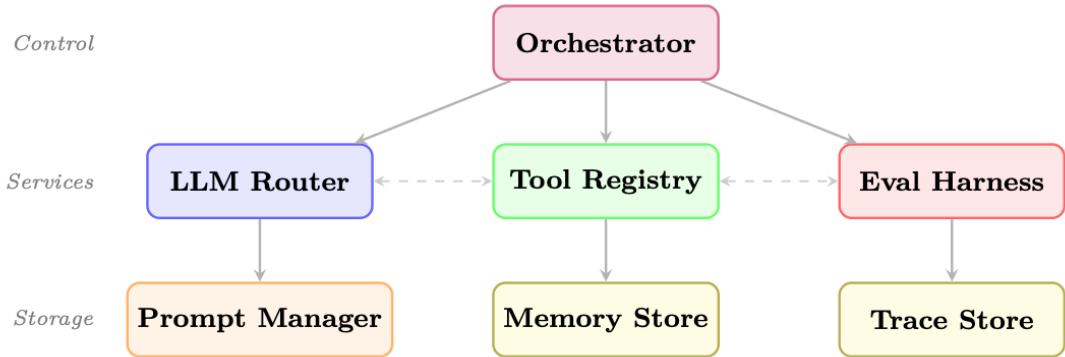 Control
Orchestrator
Services
LLM Router
Tool Registry
Eval Harness
Storage
Prompt Manager
Memory Store
Trace Store